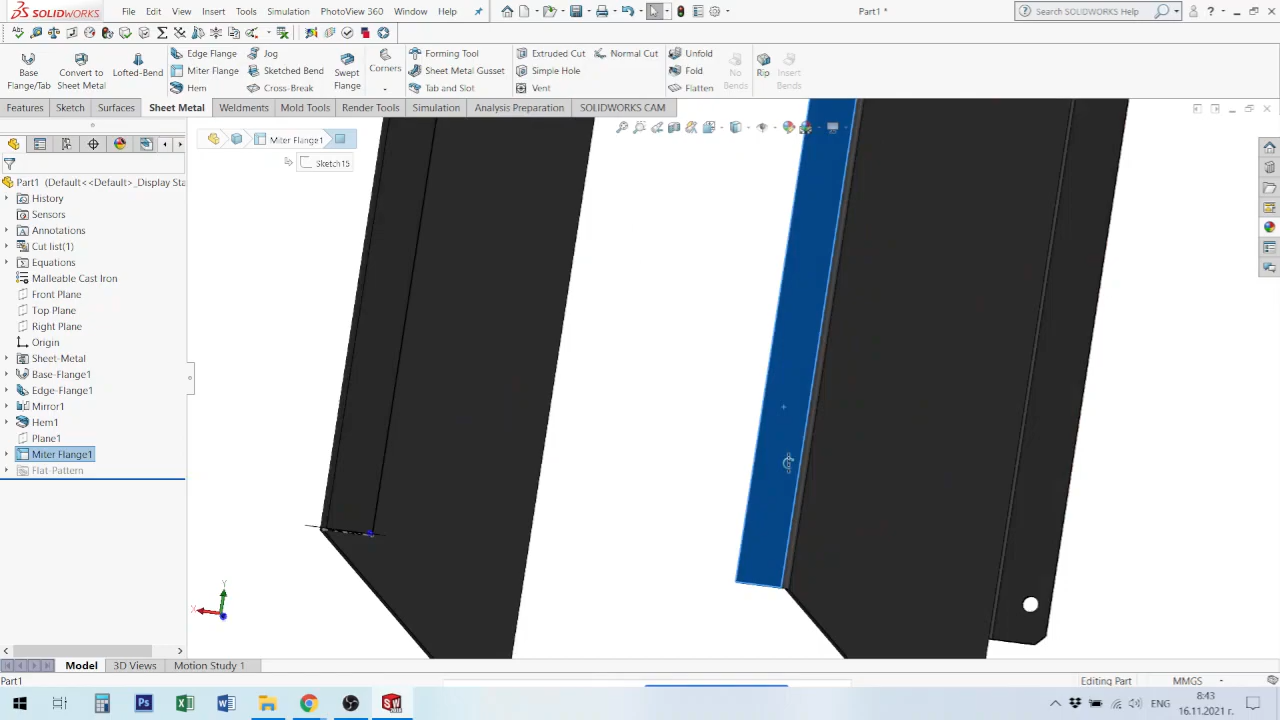 SOLIDWORKS
File
Edit
View
Insert
Tools
Simulation
PhotoView 360
Window
Help
Part1 *
Search SOLIDWORKS Help
Base
Flange/Tab
Convert to
Sheet Metal
Lofted-Bend
Edge Flange
Miter Flange
Hem
Jog
Sketched Bend
Cross-Break
Swept
Flange
Corners
Forming Tool
Sheet Metal Gusset
Tab and Slot
Extruded Cut
Simple Hole
Vent
Normal Cut
Unfold
Fold
Flatten
No
Bends
Rip
Insert
Bends
Features
Sketch
Surfaces
Sheet Metal
Weldments
Mold Tools
Render Tools
Simulation
Analysis Preparation
SOLIDWORKS CAM
Miter Flange1
Sketch15
Part1 (Default<<Default>_Display Sta
History
Sensors
Annotations
Cut list(1)
Equations
Malleable Cast Iron
Front Plane
Top Plane
Right Plane
Origin
Sheet-Metal
Base-Flange1
Edge-Flange1
Mirror1
Hem1
Plane1
Miter Flange1
Flat-Pattern
Y
X
Model
3D Views
Motion Study 1
Part1
Editing Part
MMGS
ENG
8:43
16.11.2021 г.